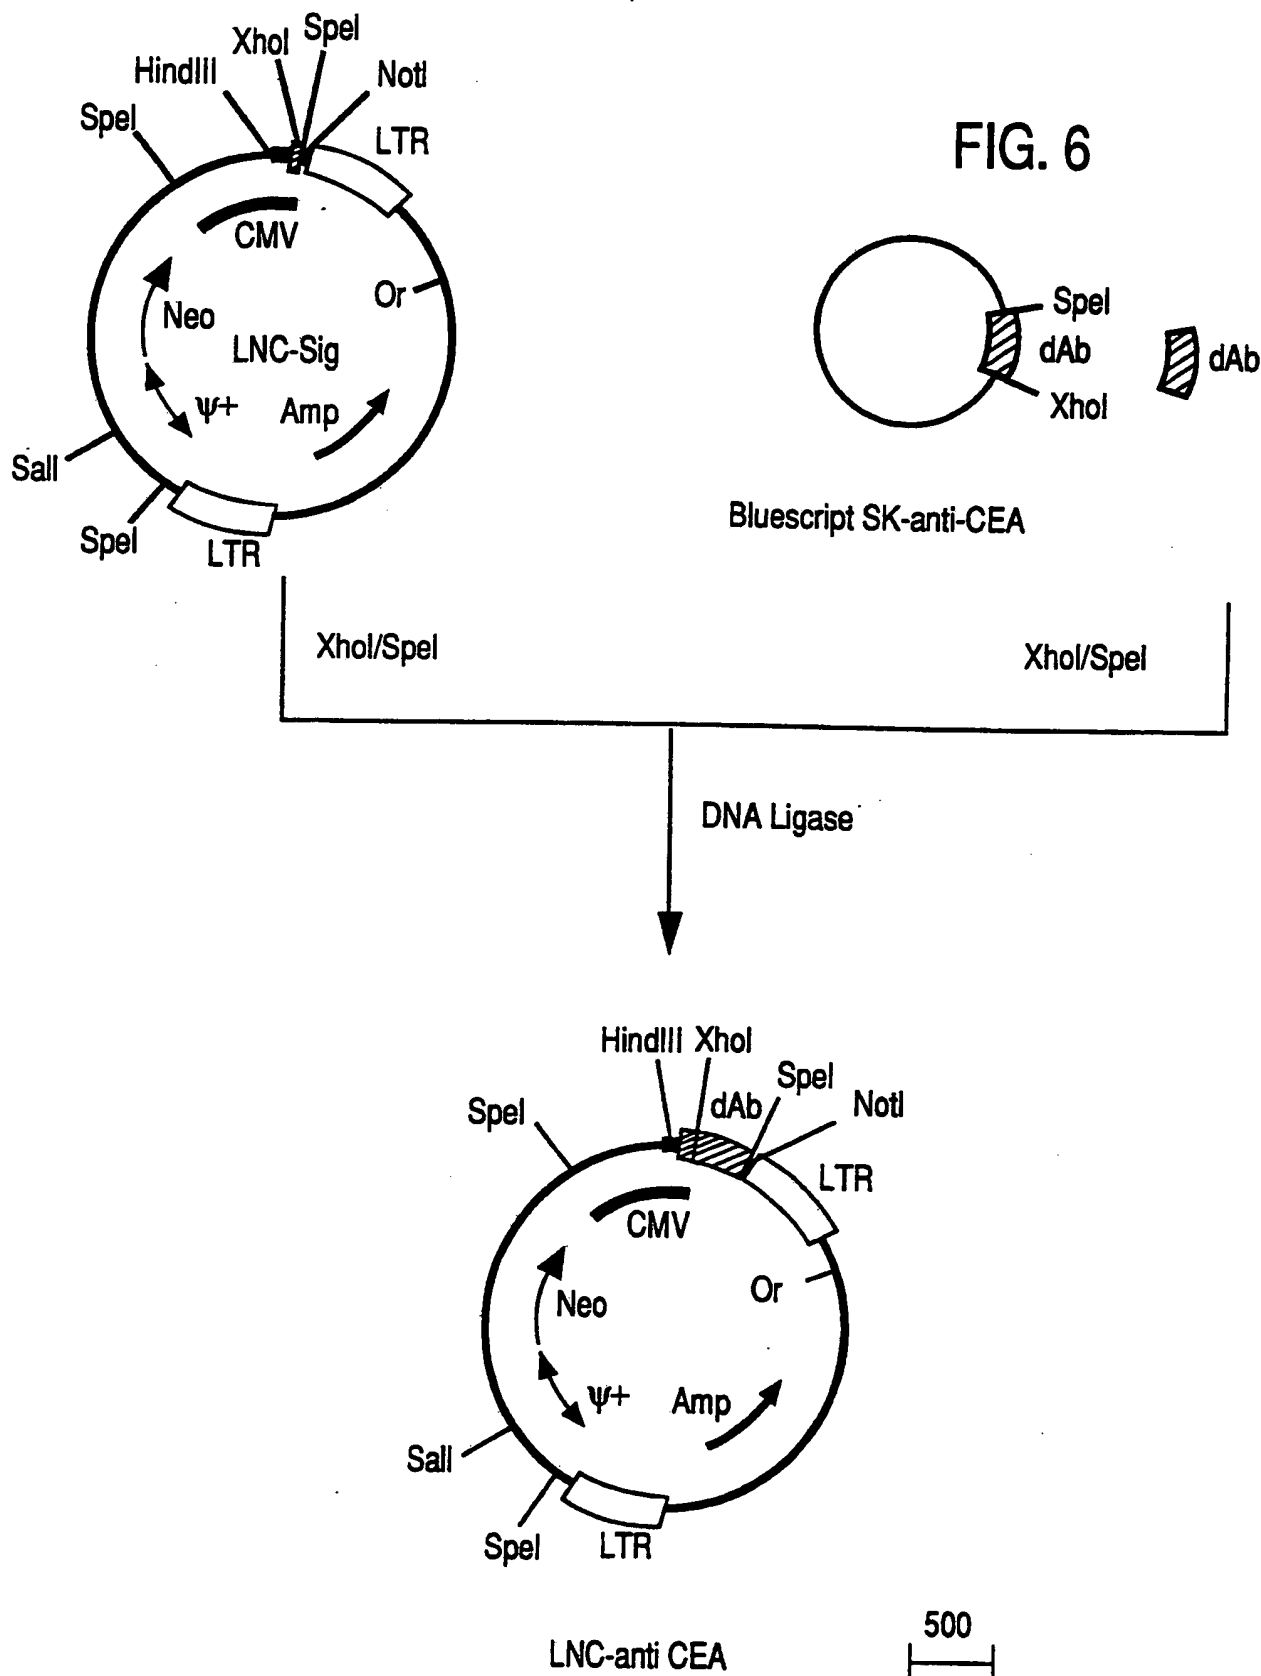 FIG. 6
XhoI
SpeI
HindIII
NotI
SpeI
LTR
CMV
Or
Neo
LNC-Sig
ψ+
Amp
SalI
SpeI
LTR
SpeI
dAb
XhoI
dAb
Bluescript SK-anti-CEA
XhoI/SpeI
XhoI/SpeI
DNA Ligase
HindIII
XhoI
SpeI
dAb
NotI
SpeI
LTR
CMV
Or
Neo
ψ+
Amp
SalI
SpeI
LTR
LNC-anti CEA
500